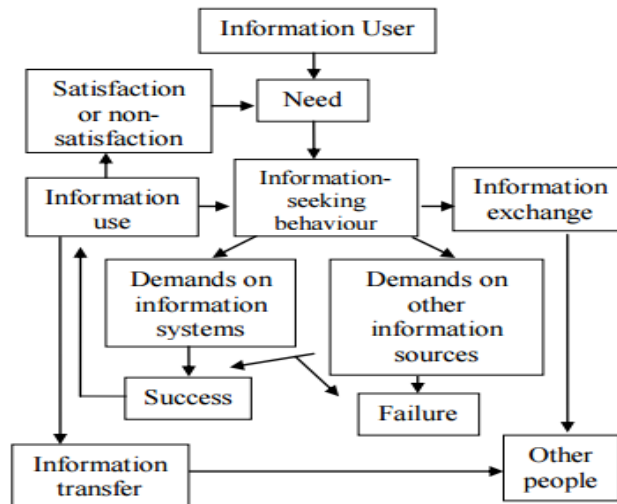 Information User
Satisfaction
or non-
satisfaction
Need
Information
use
Information-
seeking
behaviour
Information
exchange
Demands on
information
systems
Demands on
other
information
sources
Success
Failure
Information
transfer
Other
people